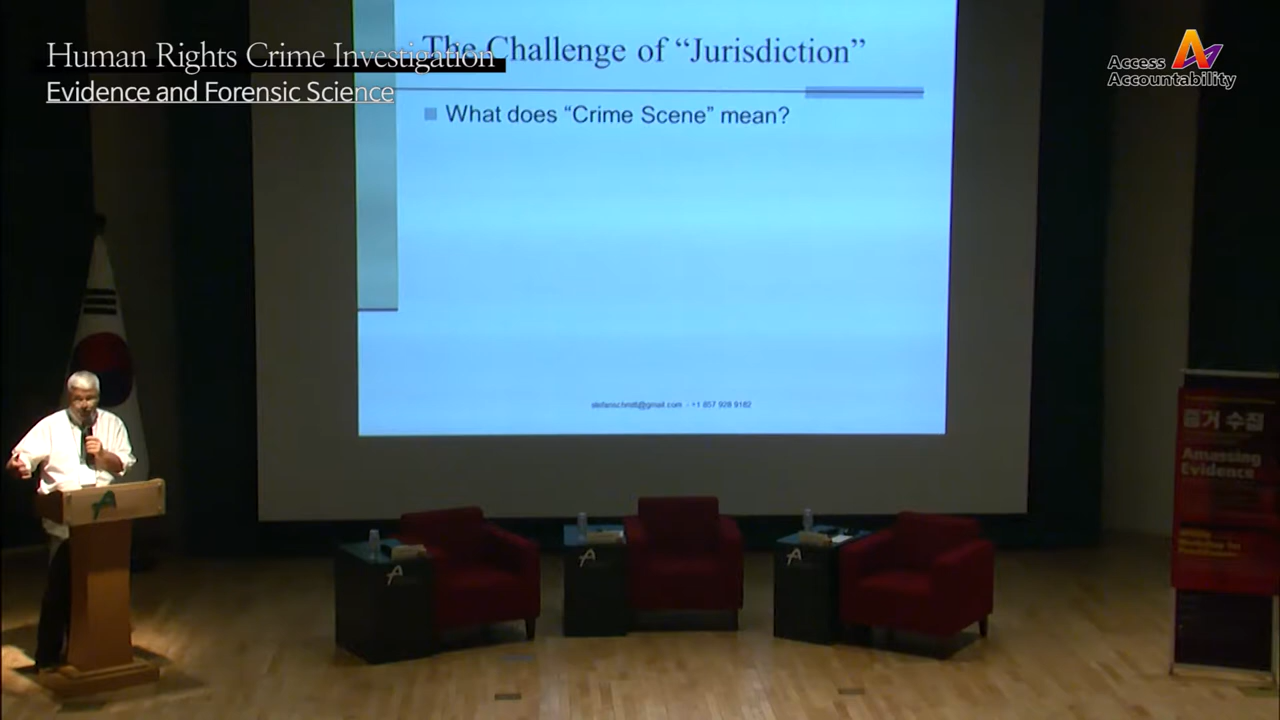 Human Rights Crime Investigation
Evidence and Forensic Science
The Challenge of “Jurisdiction”
What does “Crime Scene” mean?
stefanschmitt@gmail.com - +1 857 928 9182
Access
Accountability
증거 수집
Amassing
Evidence